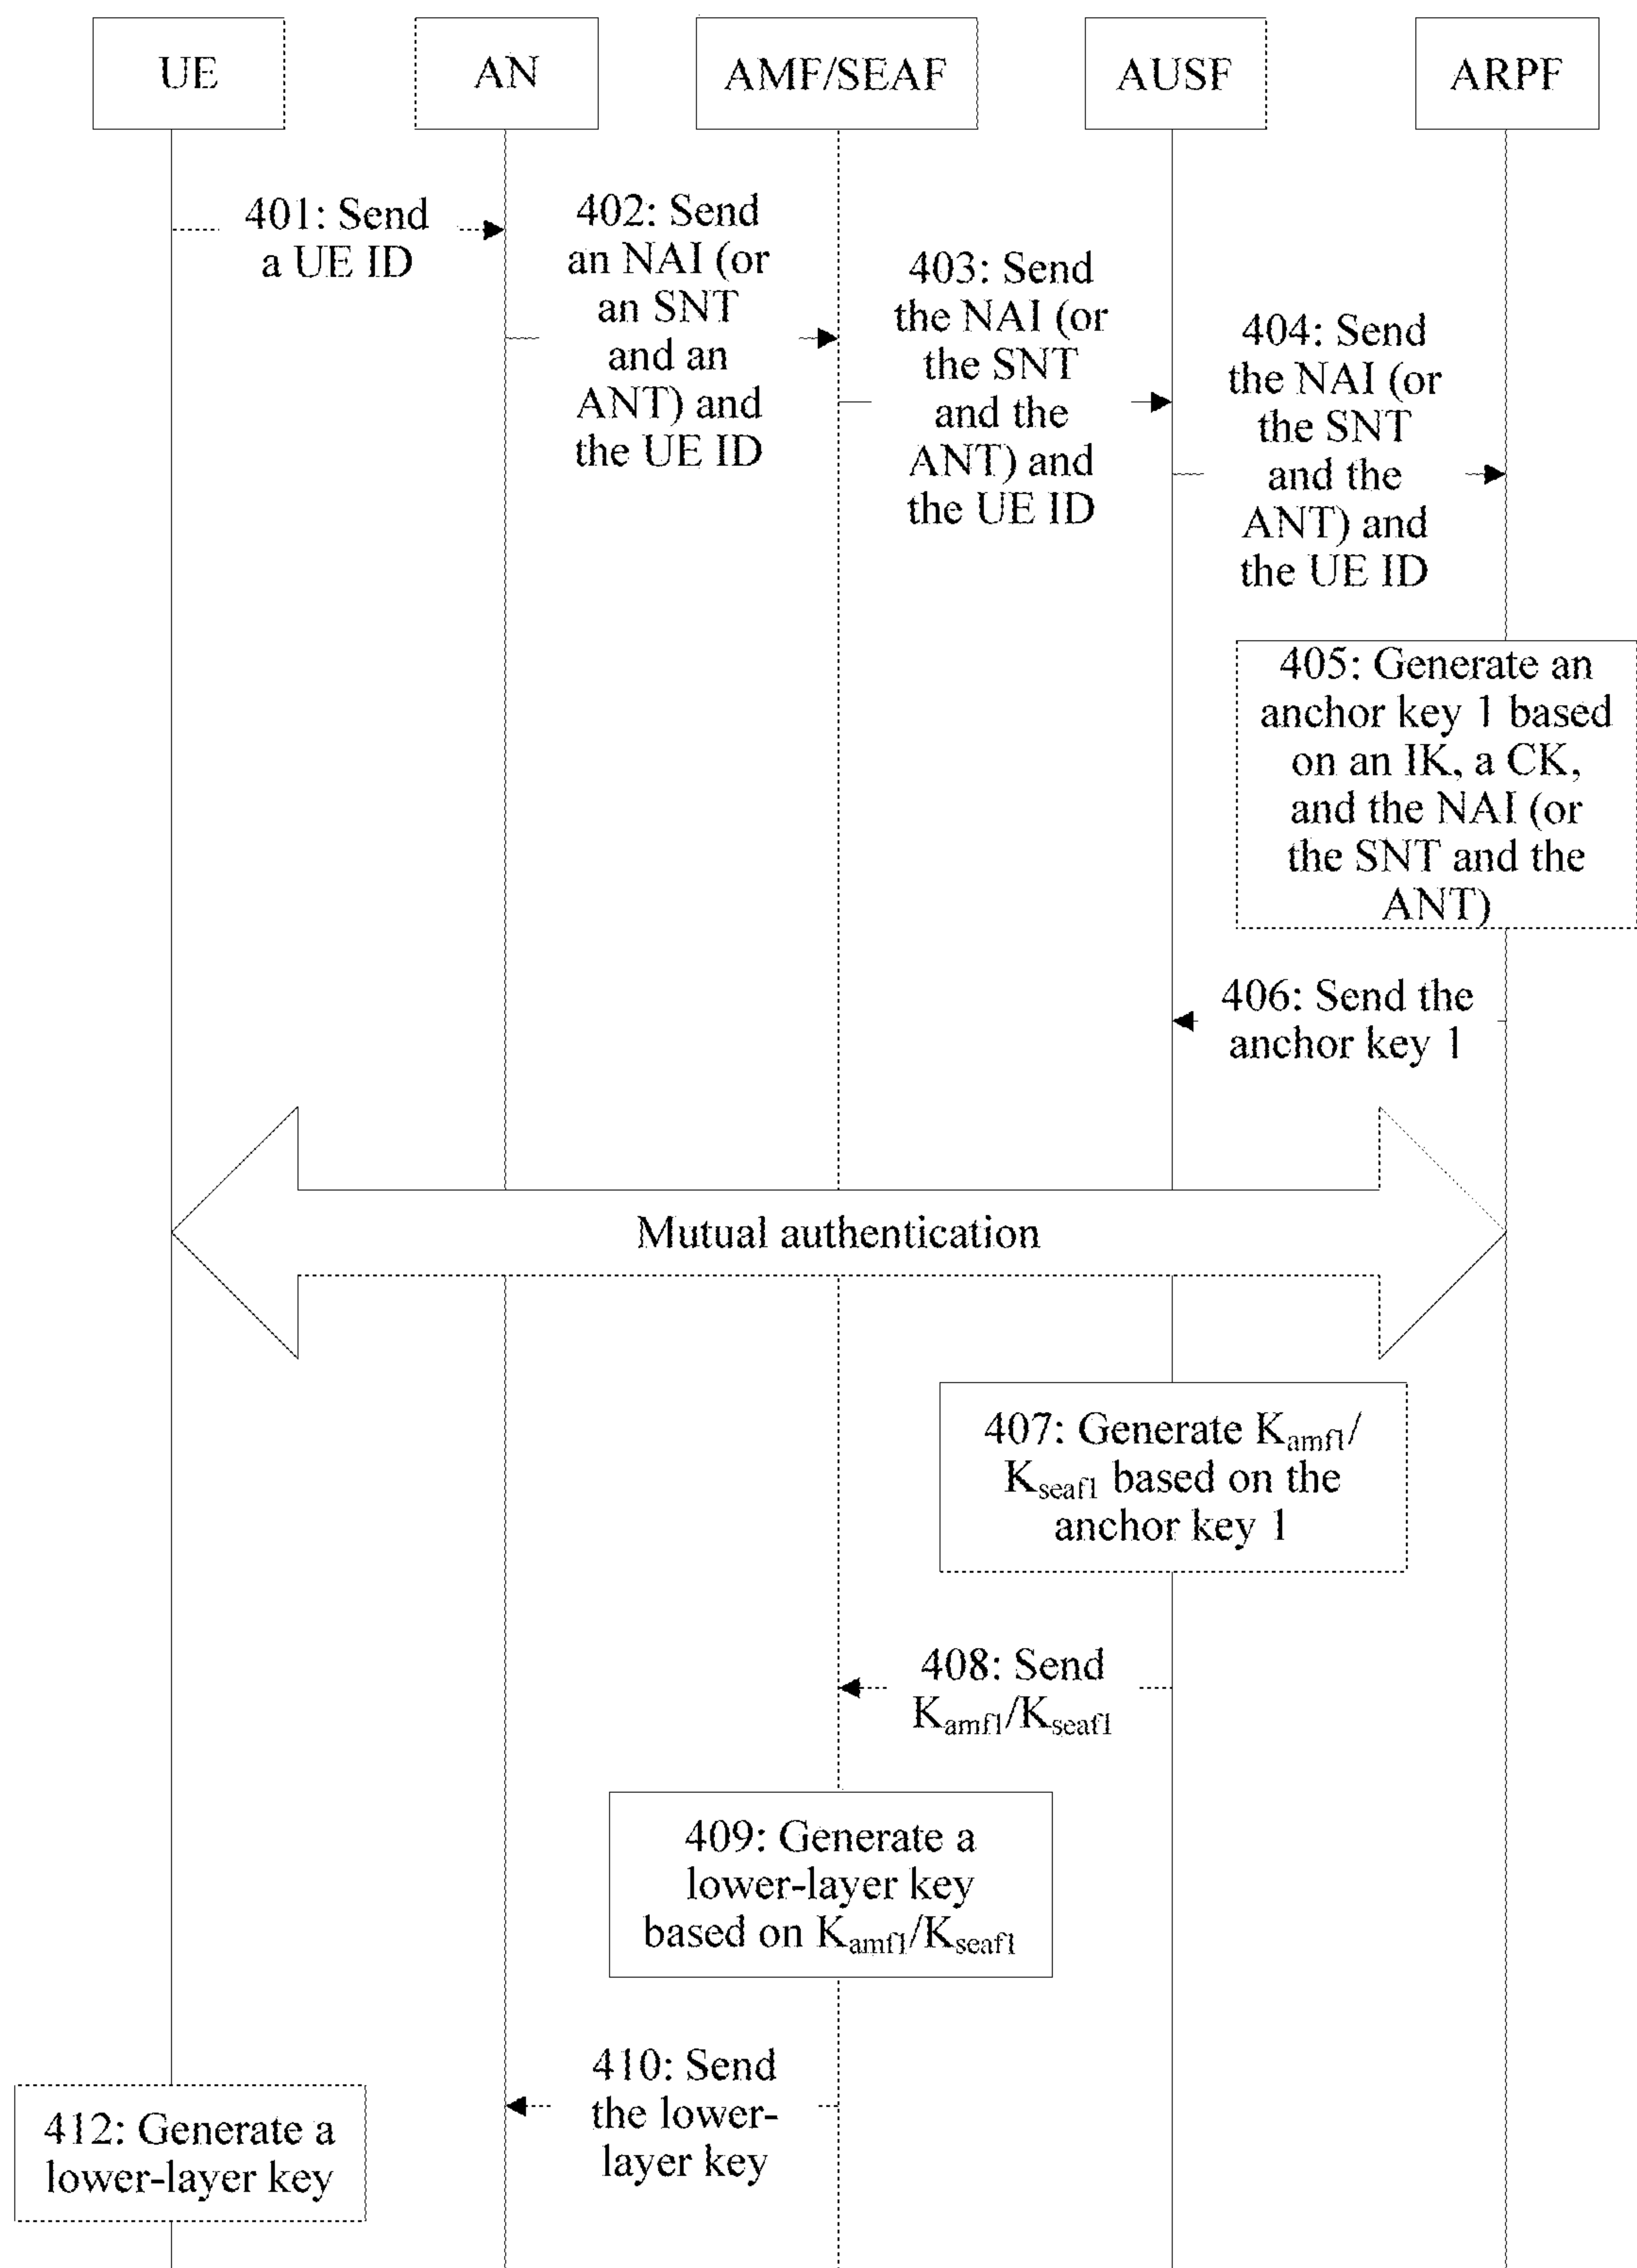 UE
AN
AMF/SEAF
AUSF
ARPF
401: Send
a UE ID
402: Send
an NAI (or
an SNT
and an
ANT) and
the UE ID
403: Send
the NAI (or
the SNT
and the
ANT) and
the UE ID
404: Send
the NAI (or
the SNT
and the
ANT) and
the UE ID
405: Generate an
anchor key 1 based
on an IK, a CK,
and the NAI (or
the SNT and the
ANT)
406: Send the
anchor key 1
Mutual authentication
407: Generate Kamf1/
Kseaf1 based on the
anchor key 1
408: Send
Kamf1/Kseaf1
409: Generate a
lower-layer key
based on Kamf1/Kseaf1
410: Send
the lower-
layer key
412: Generate a
lower-layer key